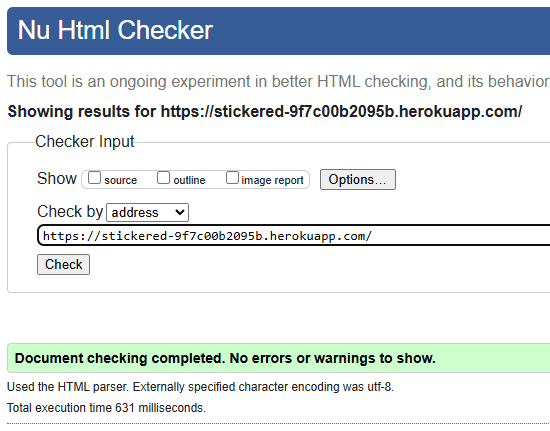 Nu Html Checker
This tool is an ongoing experiment in better HTML checking, and its behavior
Showing results for https://stickered-9f7c00b2095b.herokuapp.com/
Checker Input
Show source outline image report Options...
Check by address
https://stickered-9f7c00b2095b.herokuapp.com/
Check
Document checking completed. No errors or warnings to show.
Used the HTML parser. Externally specified character encoding was utf-8.
Total execution time 631 milliseconds.